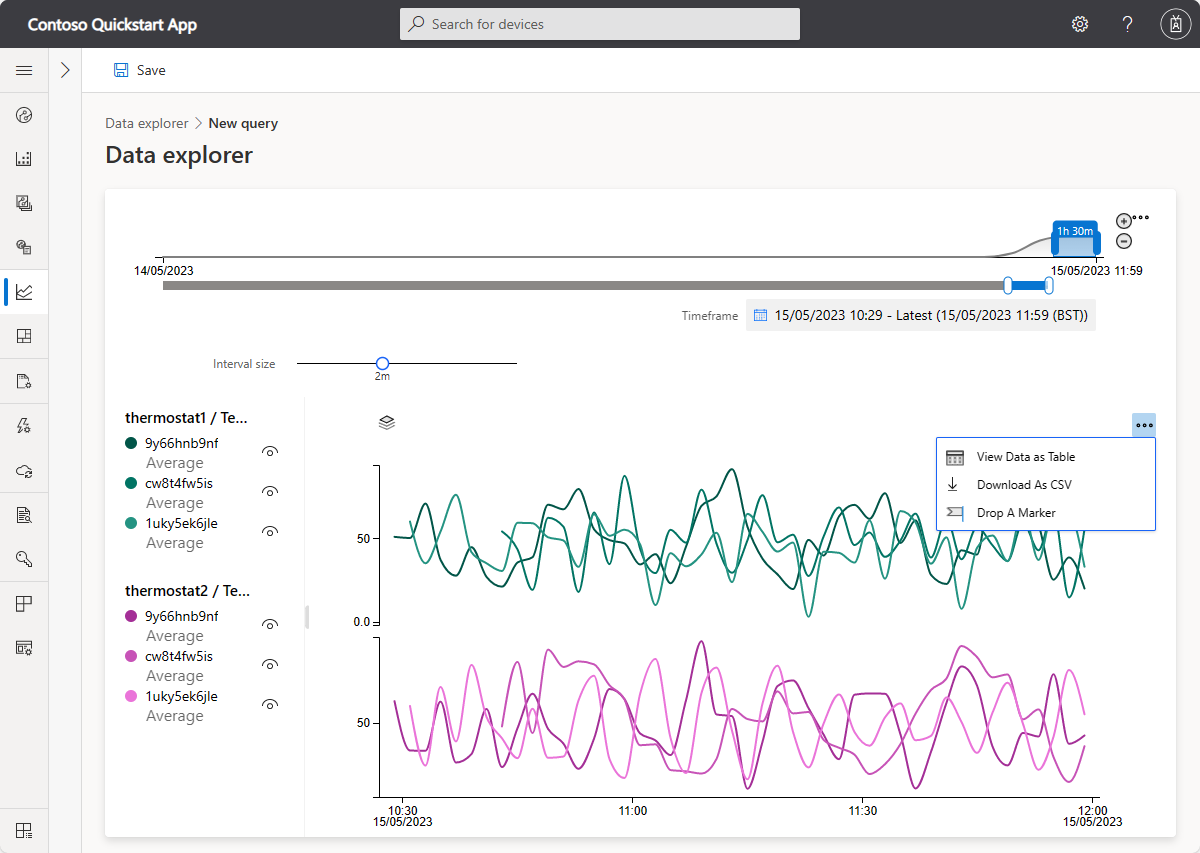 Contoso Quickstart App
Search for devices
?
Save
Data explorer > New query
Data explorer
1h 30m
14/05/2023
15/05/2023 11:59
Timeframe
15/05/2023 10:29 - Latest (15/05/2023 11:59 (BST))
Interval size
2m
thermostat1 / Te...
9y66hnb9nf
Average
cw8t4fw5is
Average
1uky5ek6jle
Average
thermostat2 / Te...
9y66hnb9nf
Average
cw8t4fw5is
Average
1uky5ek6jle
Average
View Data as Table
Download As CSV
Drop A Marker
50
0.0
50
10:30
15/05/2023
11:00
11:30
12:00
15/05/2023